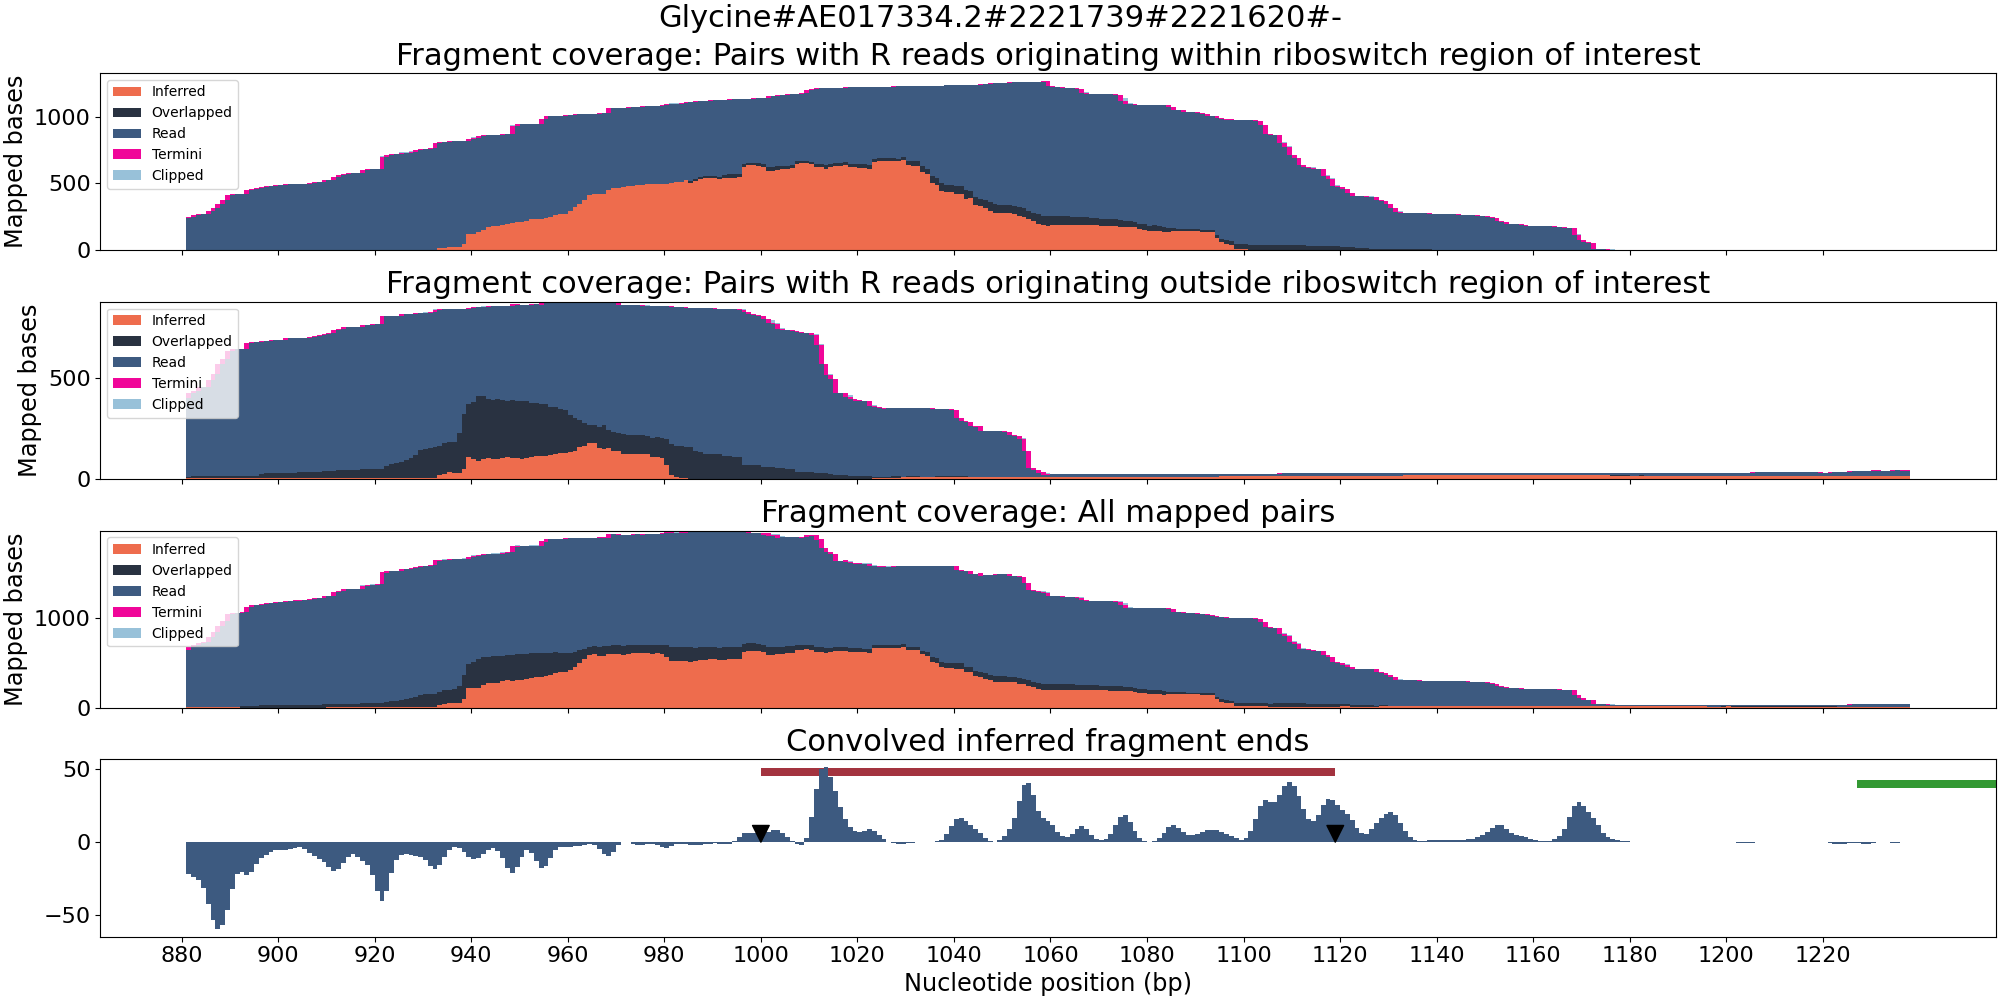 Glycine#AE017334.2#2221739#2221620#-
Fragment coverage: Pairs with R reads originating within riboswitch region of interest
Mapped bases
1000
500
0
Inferred
Overlapped
Read
Termini
Clipped
Fragment coverage: Pairs with R reads originating outside riboswitch region of interest
Mapped bases
500
0
Inferred
Overlapped
Read
Termini
Clipped
Fragment coverage: All mapped pairs
Mapped bases
1000
0
Inferred
Overlapped
Read
Termini
Clipped
Convolved inferred fragment ends
50
0
−50
880 900 920 940 960 980 1000 1020 1040 1060 1080 1100 1120 1140 1160 1180 1200 1220
Nucleotide position (bp)